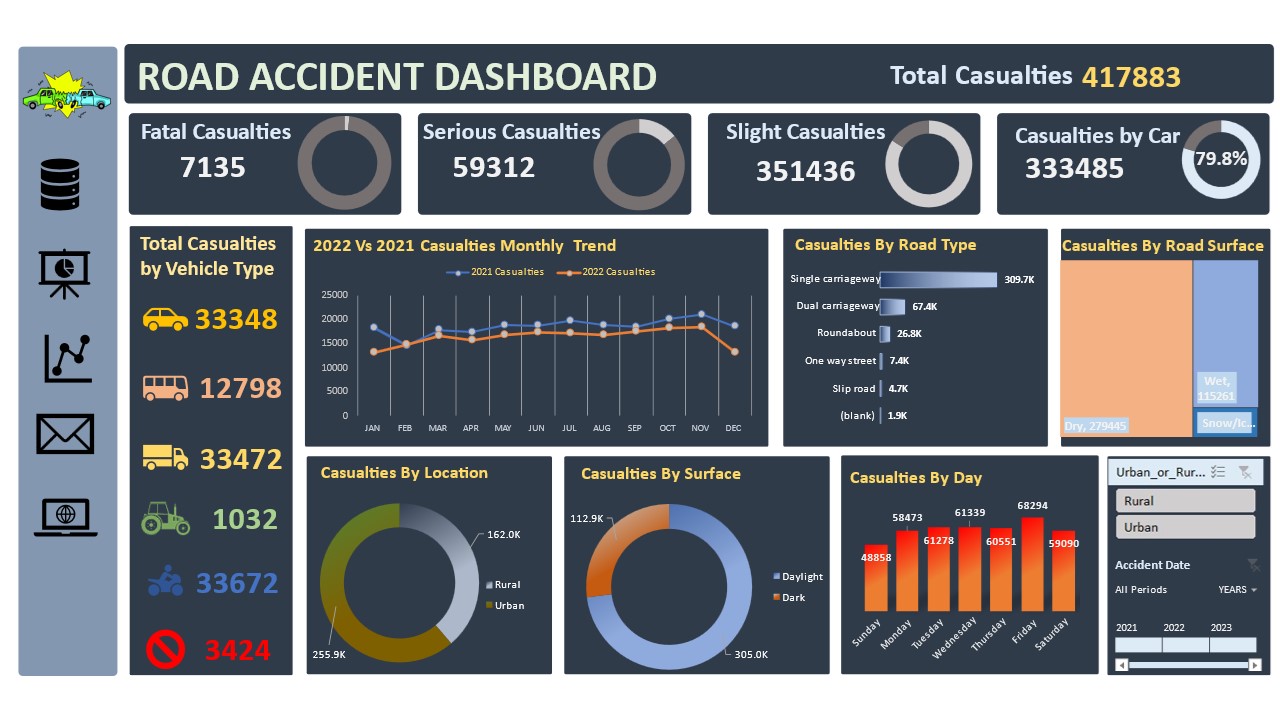 ROAD ACCIDENT DASHBOARD
Total Casualties 417883
Fatal Casualties
7135
Serious Casualties
59312
Slight Casualties
351436
Casualties by Car
333485
79.8%
Total Casualties
by Vehicle Type
33348
12798
33472
1032
33672
3424
2022 Vs 2021 Casualties Monthly Trend
2021 Casualties
2022 Casualties
25000
20000
15000
10000
5000
0
JAN
FEB
MAR
APR
MAY
JUN
JUL
AUG
SEP
OCT
NOV
DEC
Casualties By Road Type
Single carriageway 309.7K
Dual carriageway 67.4K
Roundabout 26.8K
One way street 7.4K
Slip road 4.7K
(blank) 1.9K
Casualties By Road Surface
Dry, 279445
Wet,
115261
Snow/Ic...
Casualties By Location
162.0K
Rural
Urban
255.9K
Casualties By Surface
112.9K
Daylight
Dark
305.0K
Casualties By Day
48858
58473
61278
61339
60551
68294
59090
Sunday
Monday
Tuesday
Wednesday
Thursday
Friday
Saturday
Urban_or_Rur...
Rural
Urban
Accident Date
All Periods
YEARS
2021
2022
2023